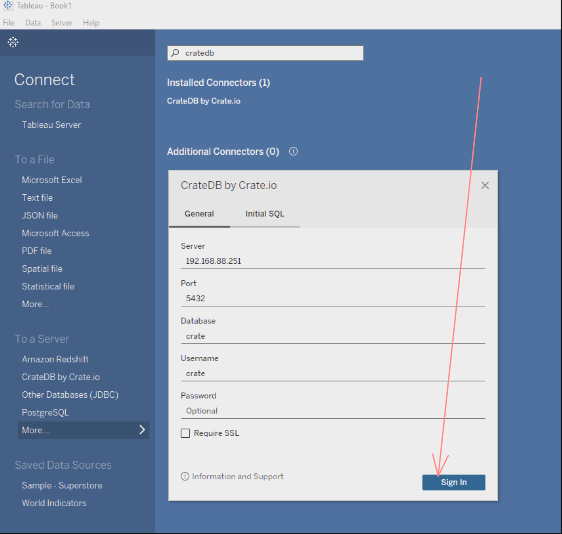 Tableau - Book1
File Data Server Help
cratedb
Connect
Installed Connectors (1)
CrateDB by Crate.io
Search for Data
Tableau Server
Additional Connectors (0)
To a File
Microsoft Excel
Text file
JSON file
Microsoft Access
PDF file
Spatial file
Statistical file
More...
To a Server
Amazon Redshift
CrateDB by Crate.io
Other Databases (JDBC)
PostgreSQL
More...
Saved Data Sources
Sample - Superstore
World Indicators
CrateDB by Crate.io
General Initial SQL
Server
192.168.88.251
Port
5432
Database
crate
Username
crate
Password
Optional
Require SSL
Information and Support
Sign In